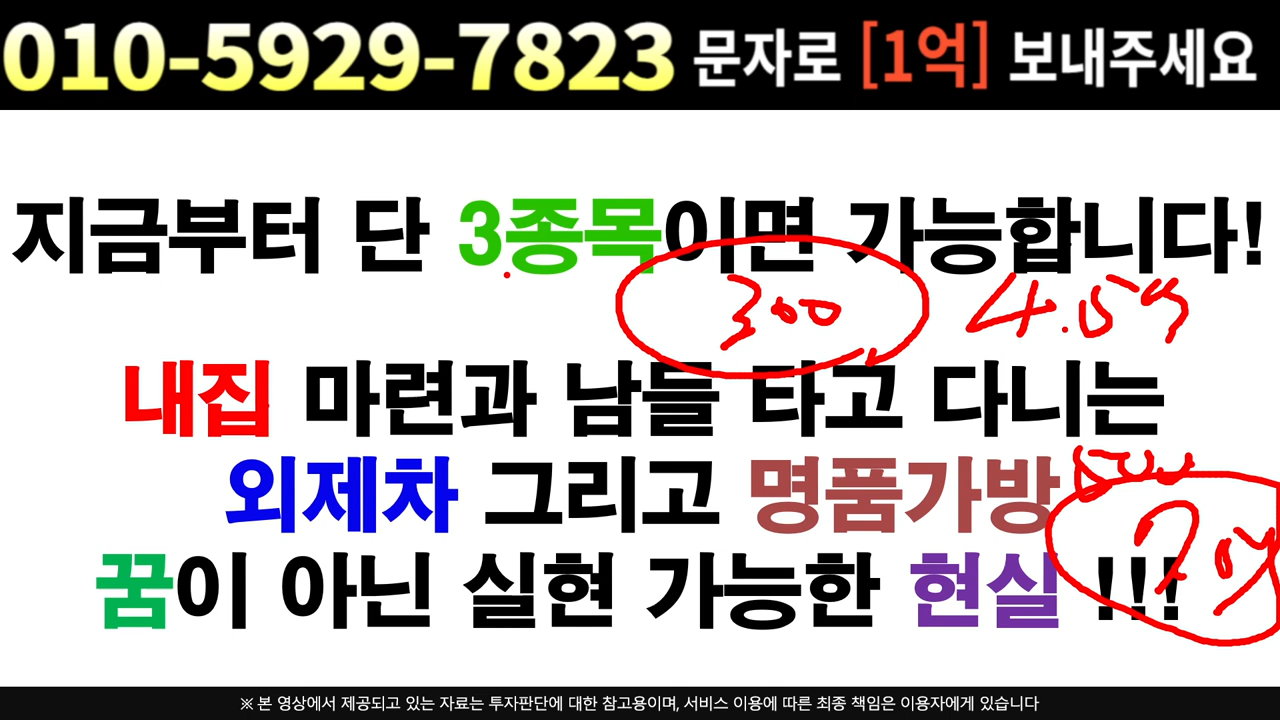 010-5929-7823 문자로 [1억] 보내주세요
지금부터 단 3종목이면 가능합니다!
300 4.5억
내집 마련과 남들 타고 다니는
외제차 그리고 명품가방
500
7억
꿈이 아닌 실현 가능한 현실 !!!
※ 본 영상에서 제공되고 있는 자료는 투자판단에 대한 참고용이며, 서비스 이용에 따른 최종 책임은 이용자에게 있습니다